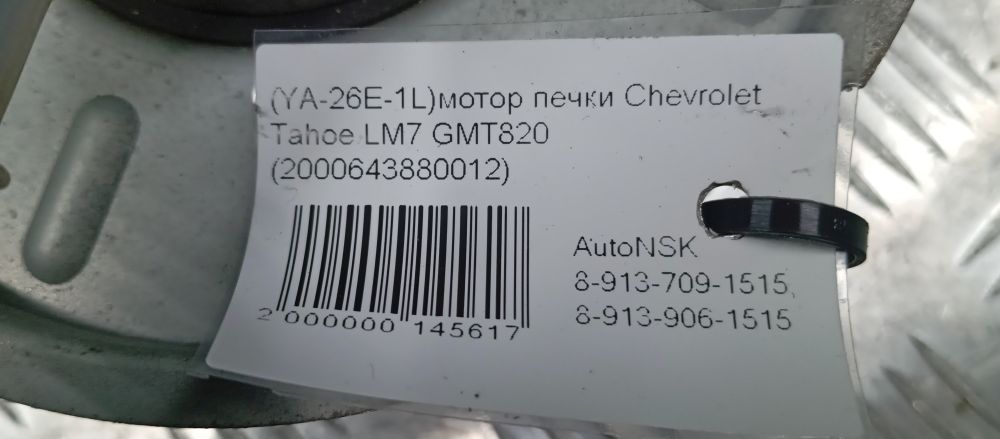 (YA-26E-1L)мотор печки Chevrolet
Tahoe LM7 GMT820
(2000643880012)
2 000000 145617
AutoNSK
8-913-709-1515,
8-913-906-1515